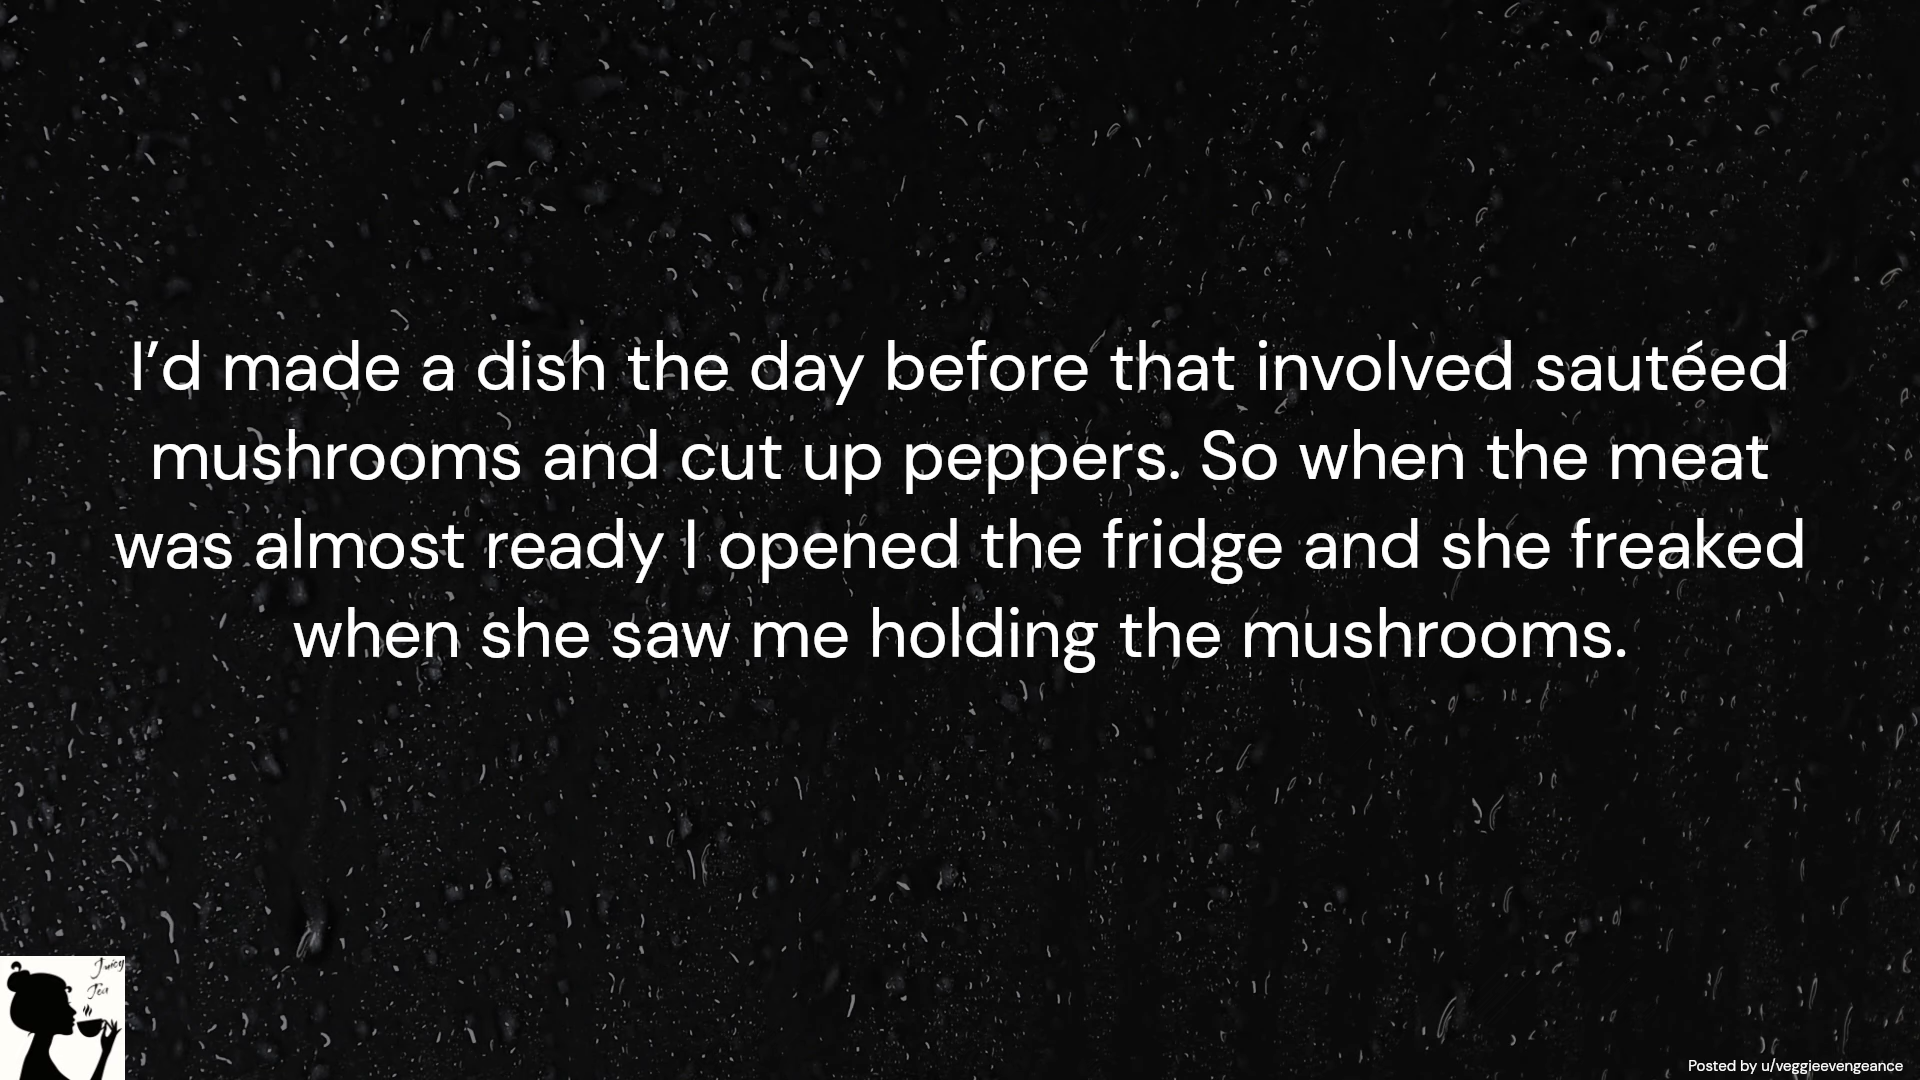 I’d made a dish the day before that involved sautéed
mushrooms and cut up peppers. So when the meat
was almost ready I opened the fridge and she freaked
when she saw me holding the mushrooms.
Juicy
Tea
Posted by u/veggieevengeance